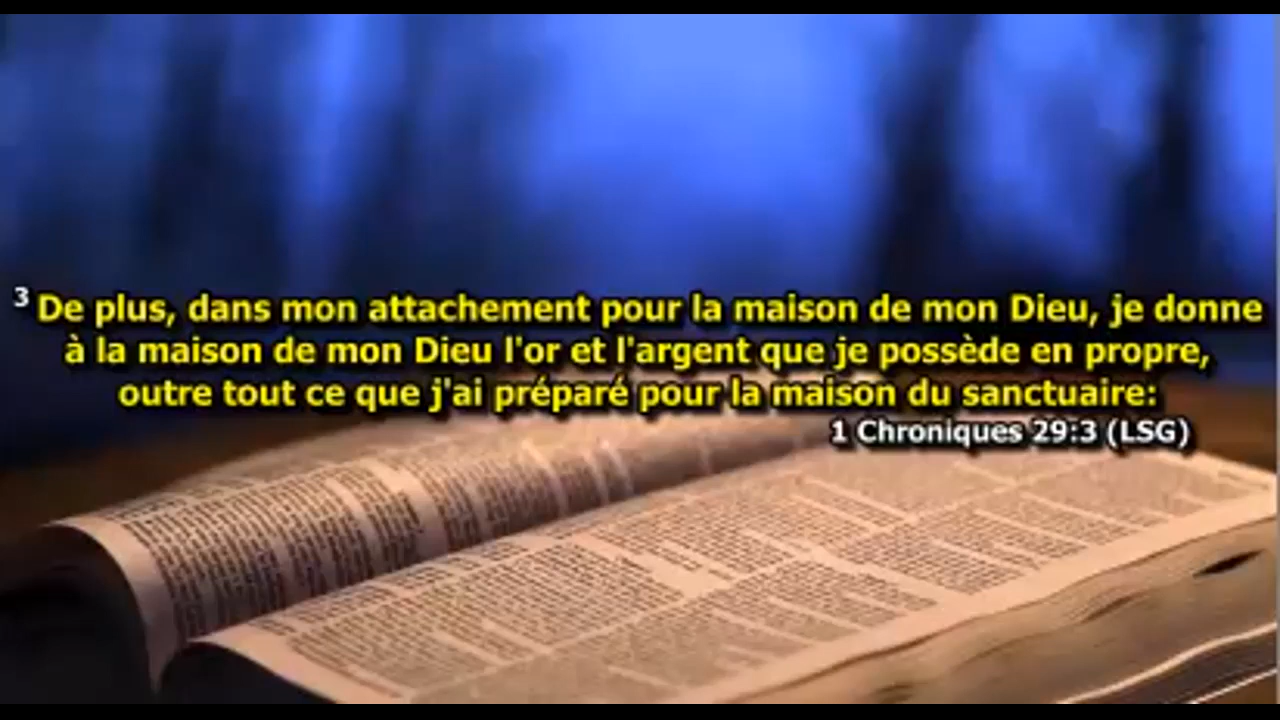 3 De plus, dans mon attachement pour la maison de mon Dieu, je donne
à la maison de mon Dieu l'or et l'argent que je possède en propre,
outre tout ce que j'ai préparé pour la maison du sanctuaire:
1 Chroniques 29:3 (LSG)